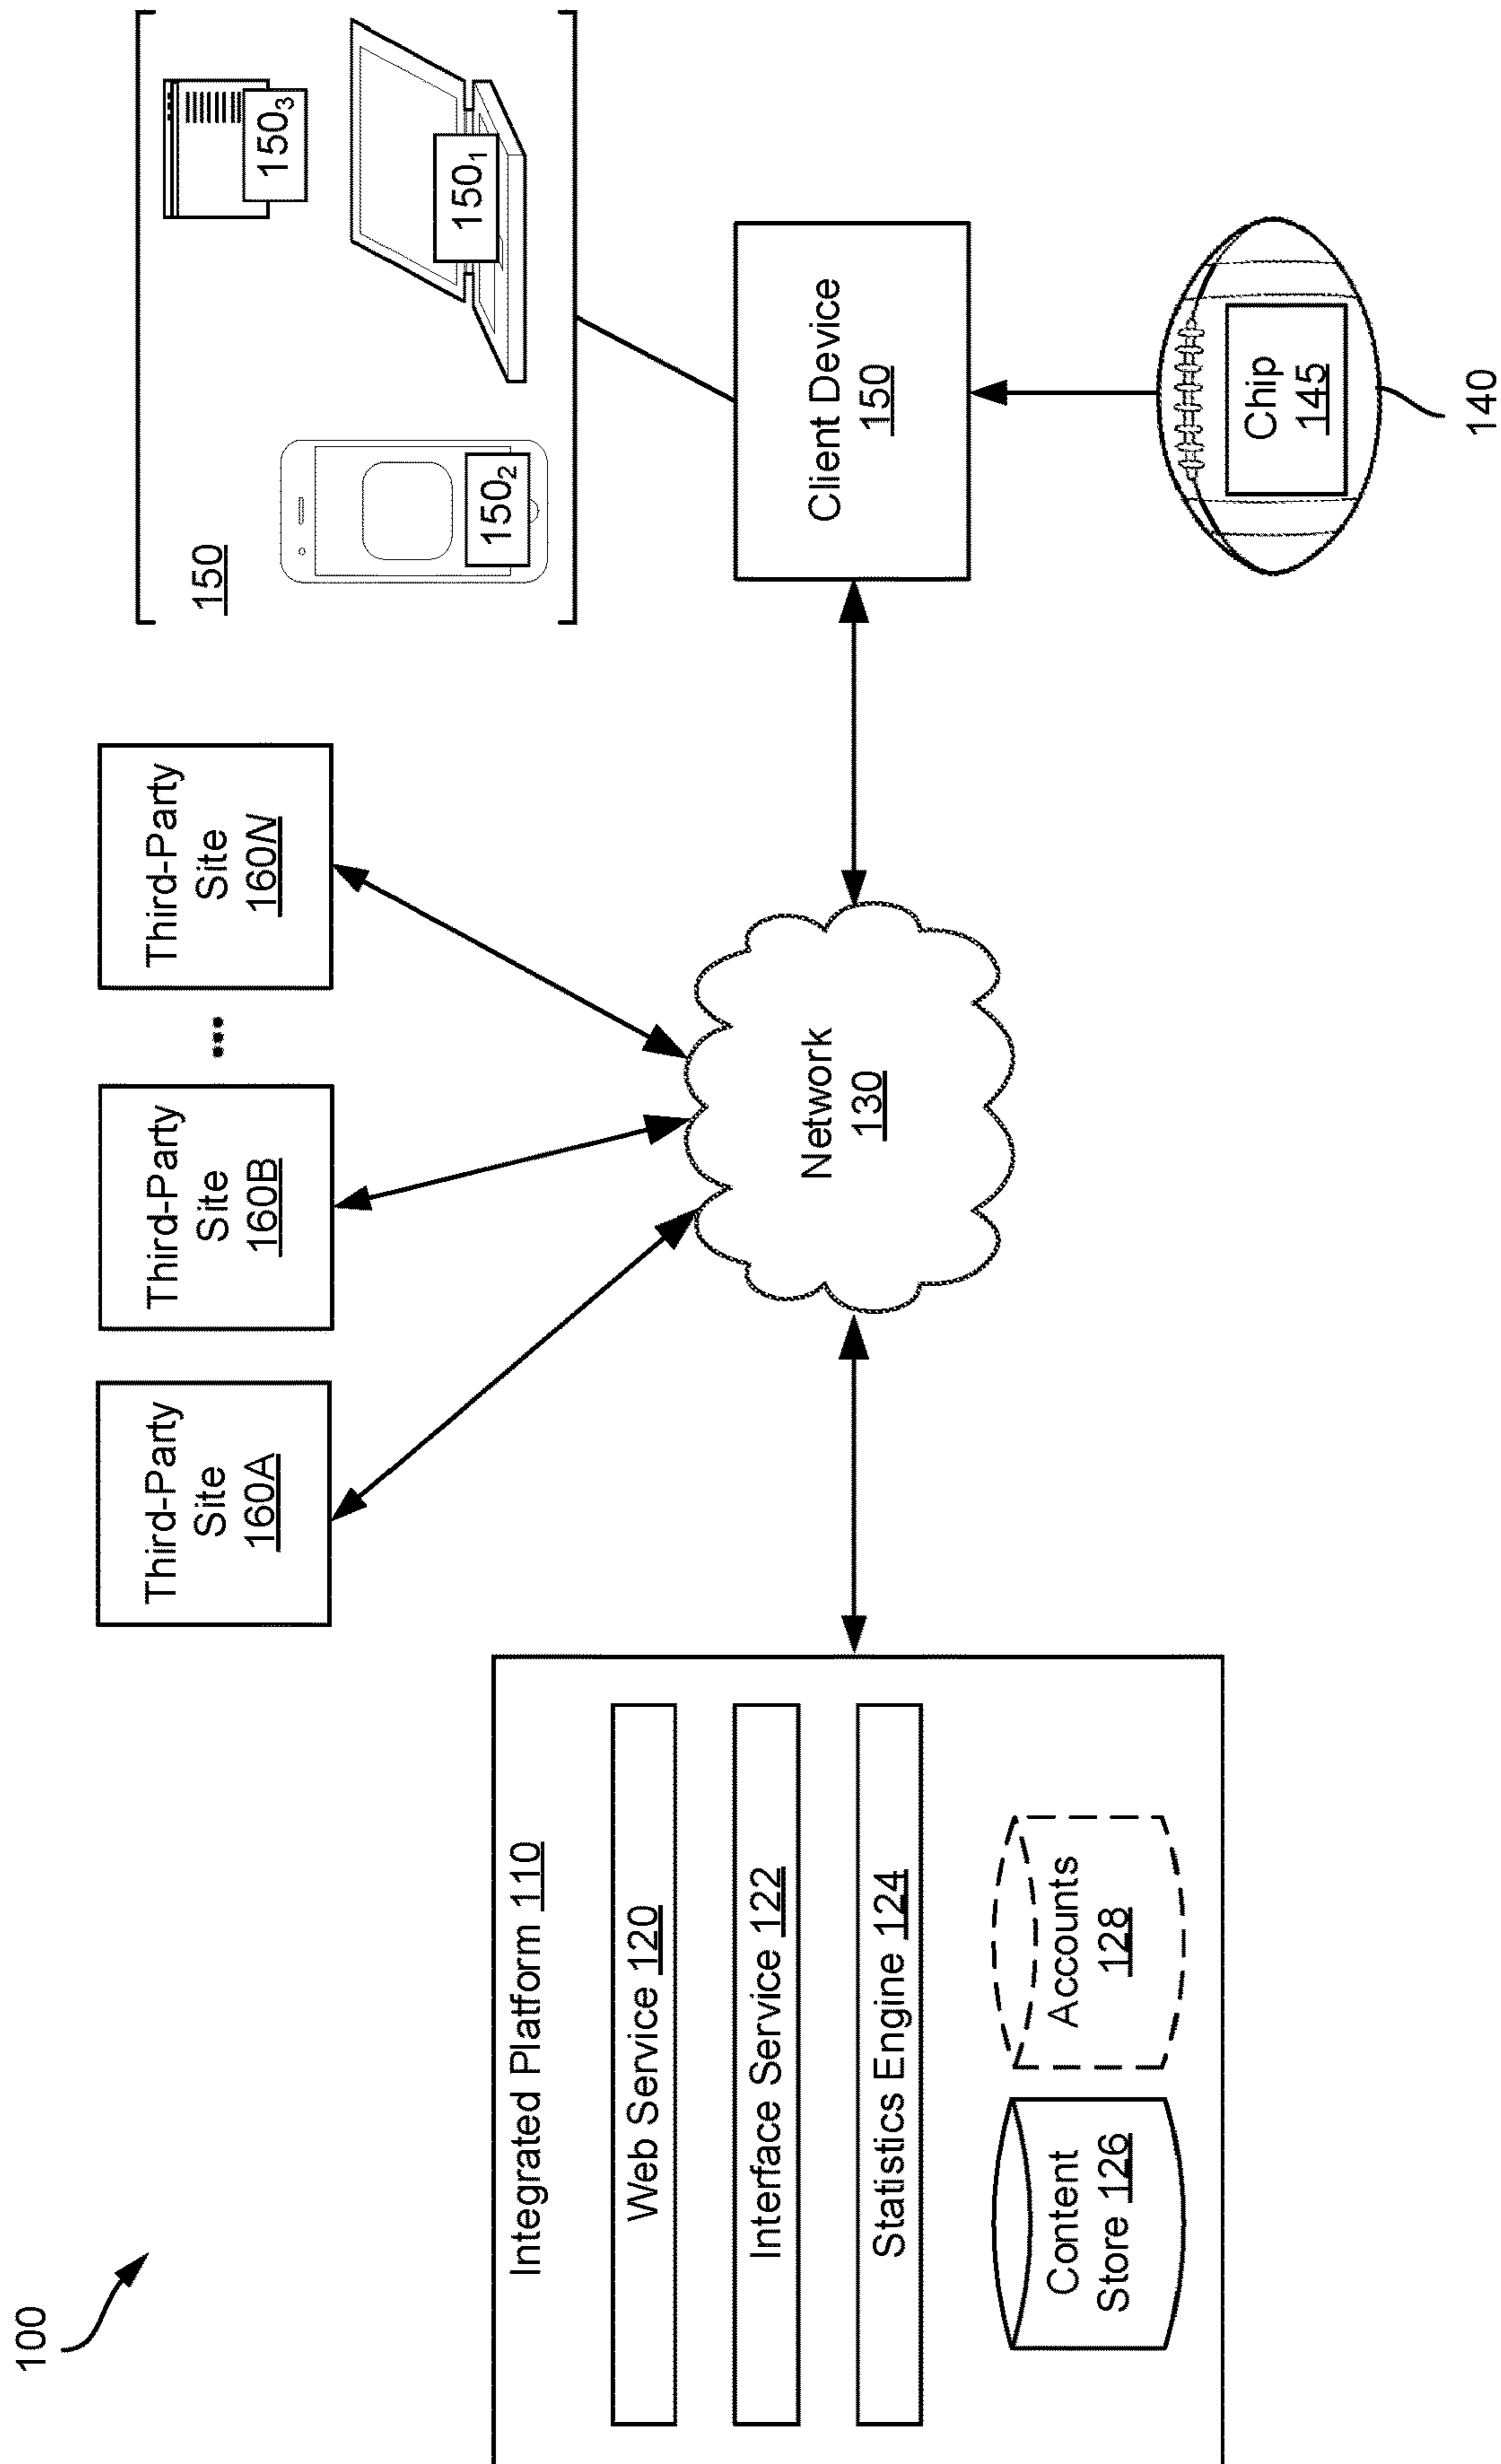 100
Integrated Platform 110
Web Service 120
Interface Service 122
Statistics Engine 124
Content
Store 126
Accounts
128
Third-Party
Site
160A
Third-Party
Site
160B
...
Third-Party
Site
160N
Network
130
150
150₂
150₁
150₃
Client Device
150
Chip
145
140